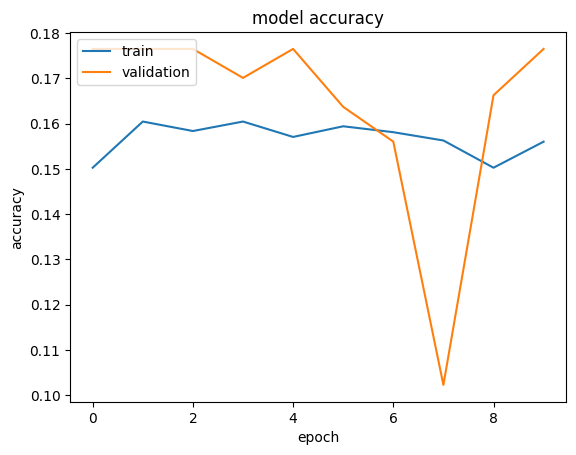 model accuracy
train
validation
0.18
0.17
0.16
0.15
0.14
0.13
0.12
0.11
0.10
accuracy
0 2 4 6 8
epoch